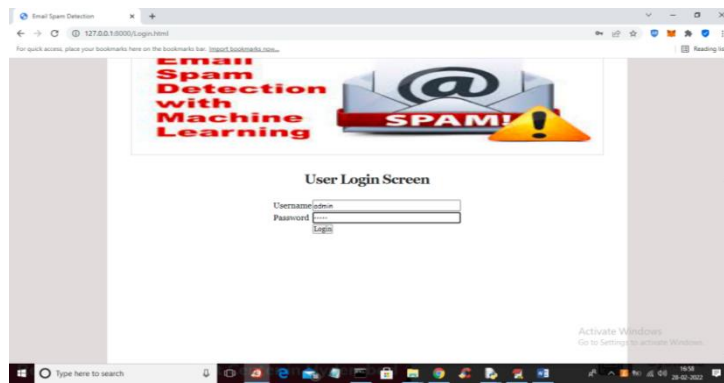 Email Spam Detection
127.0.0.1:8000/Login.html
For quick access, place your bookmarks here on the bookmarks bar. Import bookmarks now...
Reading list
Email
Spam
Detection
with
Machine
Learning
@
SPAM!
!
User Login Screen
Username admin
Password •••••
Login
Activate Windows
Go to Settings to activate Windows.
Type here to search
16:58
28-02-2022